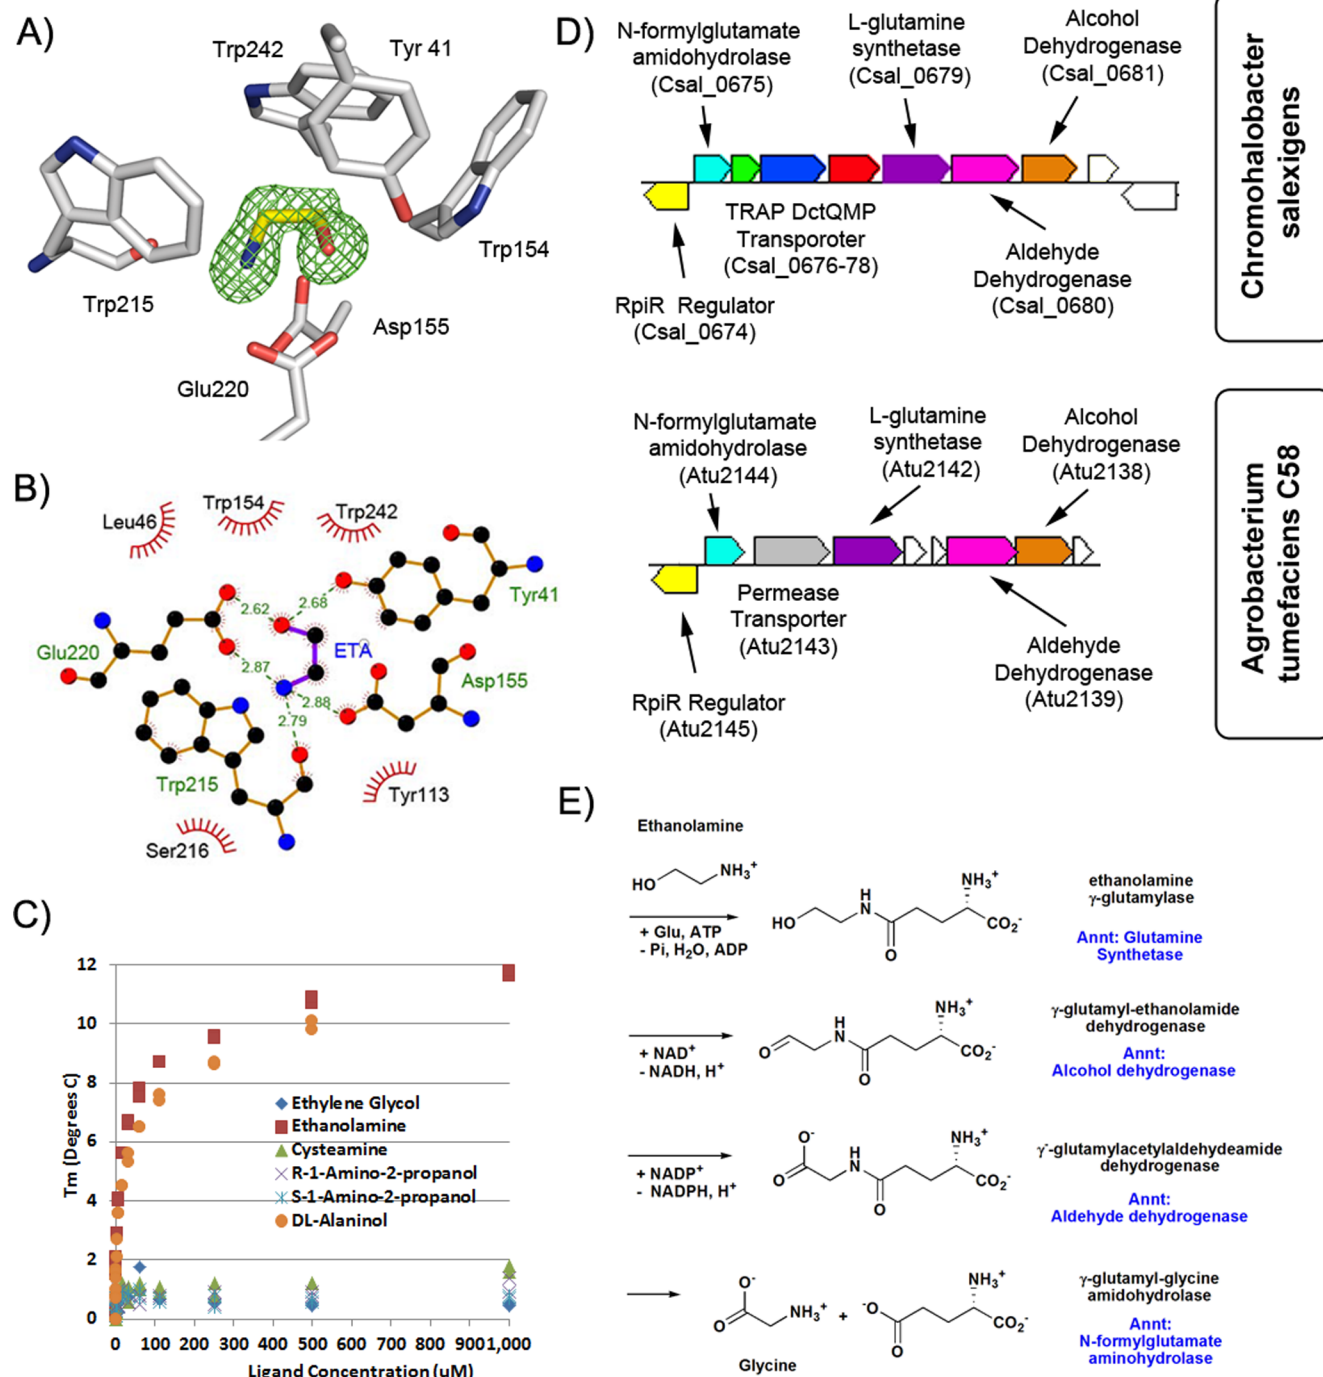 A)
Trp242
Tyr 41
Trp154
Trp215
Asp155
Glu220
B)
Leu46
Trp154
Trp242
Tyr41
Glu220
2.62
2.68
ETA
2.87
2.88
2.79
Asp155
Trp215
Tyr113
Ser216
C)
Tm (Degrees C)
12
10
8
6
4
2
0
Ethylene Glycol
Ethanolamine
Cysteamine
R-1-Amino-2-propanol
S-1-Amino-2-propanol
DL-Alaninol
0 100 200 300 400 500 600 700 800 900 1,000
Ligand Concentration (uM)
D)
N-formylglutamate
amidohydrolase
(Csal_0675)
L-glutamine
synthetase
(Csal_0679)
Alcohol
Dehydrogenase
(Csal_0681)
TRAP DctQMP
Transporoter
(Csal_0676-78)
RpiR Regulator
(Csal_0674)
Aldehyde
Dehydrogenase
(Csal_0680)
Chromohalobacter
salexigens
N-formylglutamate
amidohydrolase
(Atu2144)
L-glutamine
synthetase
(Atu2142)
Alcohol
Dehydrogenase
(Atu2138)
Permease
Transporter
(Atu2143)
RpiR Regulator
(Atu2145)
Aldehyde
Dehydrogenase
(Atu2139)
Agrobacterium
tumefaciens C58
E)
Ethanolamine
HO NH3+
+ Glu, ATP
- Pi, H2O, ADP
HO H N O NH3+ CO2-
ethanolamine
γ-glutamylase
Annt: Glutamine
Synthetase
+ NAD+
- NADH, H+
O H N O NH3+ CO2-
γ-glutamyl-ethanolamide
dehydrogenase
Annt:
Alcohol dehydrogenase
+ NADP+
- NADPH, H+
O- O H N O NH3+ CO2-
γ-glutamylacetylaldehydeamide
dehydrogenase
Annt:
Aldehyde dehydrogenase
O- O NH3+ + -O O NH3+ CO2-
Glycine
γ-glutamyl-glycine
amidohydrolase
Annt:
N-formylglutamate
aminohydrolase